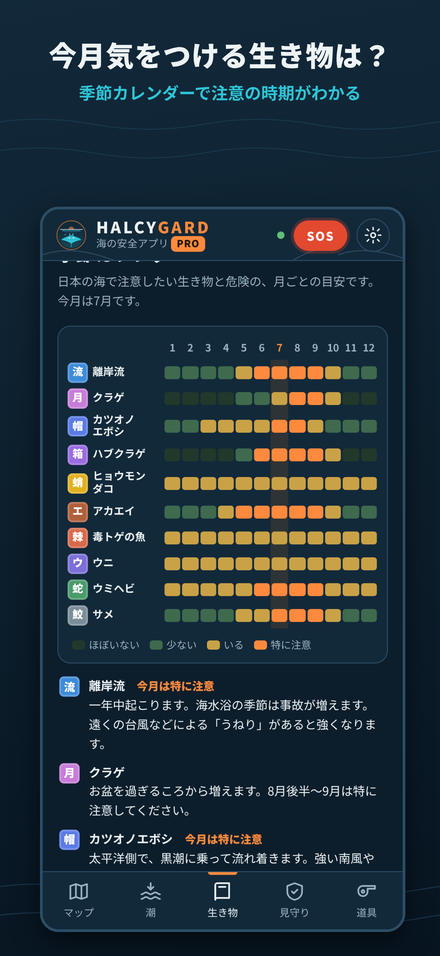 今月気をつける生き物は？
季節カレンダーで注意の時期がわかる
HALCYGARD
海の安全アプリ PRO
SOS
日本の海で注意したい生き物と危険の、月ごとの目安です。
今月は7月です。
1 2 3 4 5 6 7 8 9 10 11 12
流 離岸流
月 クラゲ
帽 カツオノ
エボシ
箱 ハブクラゲ
蛸 ヒョウモン
ダコ
エ アカエイ
棘 毒トゲの魚
ウ ウニ
蛇 ウミヘビ
鮫 サメ
ほぼいない 少ない いる 特に注意
流 離岸流 今月は特に注意
一年中起こります。海水浴の季節は事故が増えます。
遠くの台風などによる「うねり」があると強くなりま
す。
月 クラゲ
お盆を過ぎるころから増えます。8月後半〜9月は特に
注意してください。
帽 カツオノエボシ 今月は特に注意
太平洋側で、黒潮に乗って流れ着きます。強い南風や
マップ 潮 生き物 見守り 道具